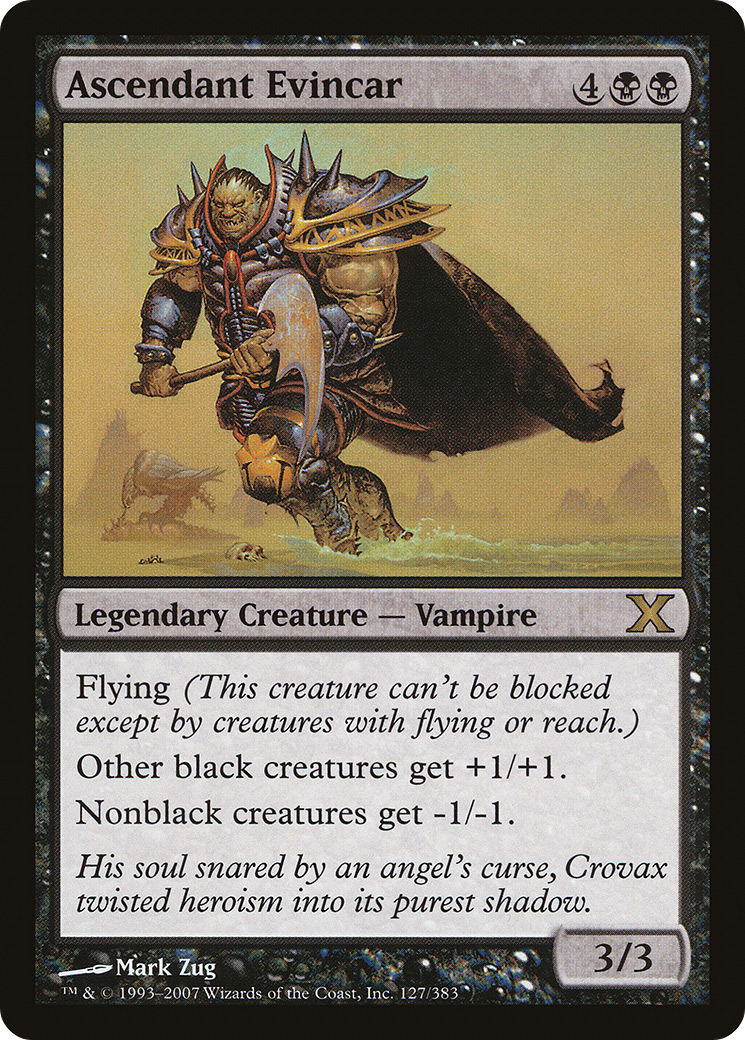 Ascendant Evincar 4
Legendary Creature — Vampire X
Flying (This creature can't be blocked
except by creatures with flying or reach.)
Other black creatures get +1/+1.
Nonblack creatures get -1/-1.
His soul snared by an angel's curse, Crovax
twisted heroism into its purest shadow.
3/3
Mark Zug
™ & © 1993–2007 Wizards of the Coast, Inc. 127/383